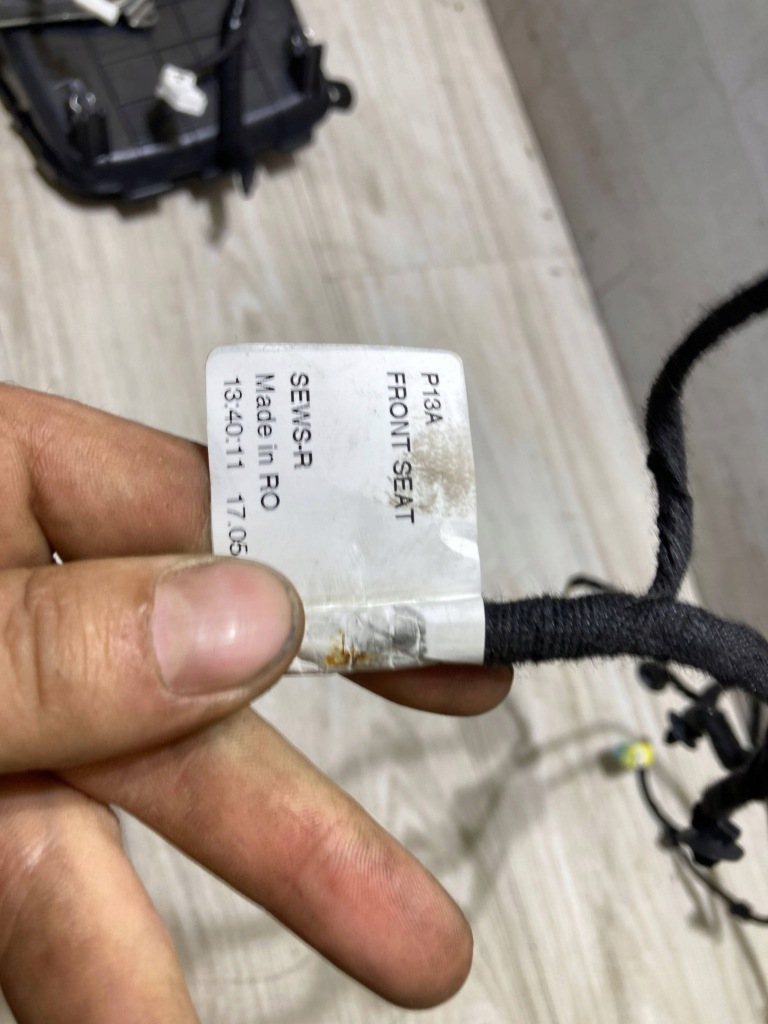 P13A
FRONT SEAT
SEWS-R
Made in RO
13:40:11 17.05